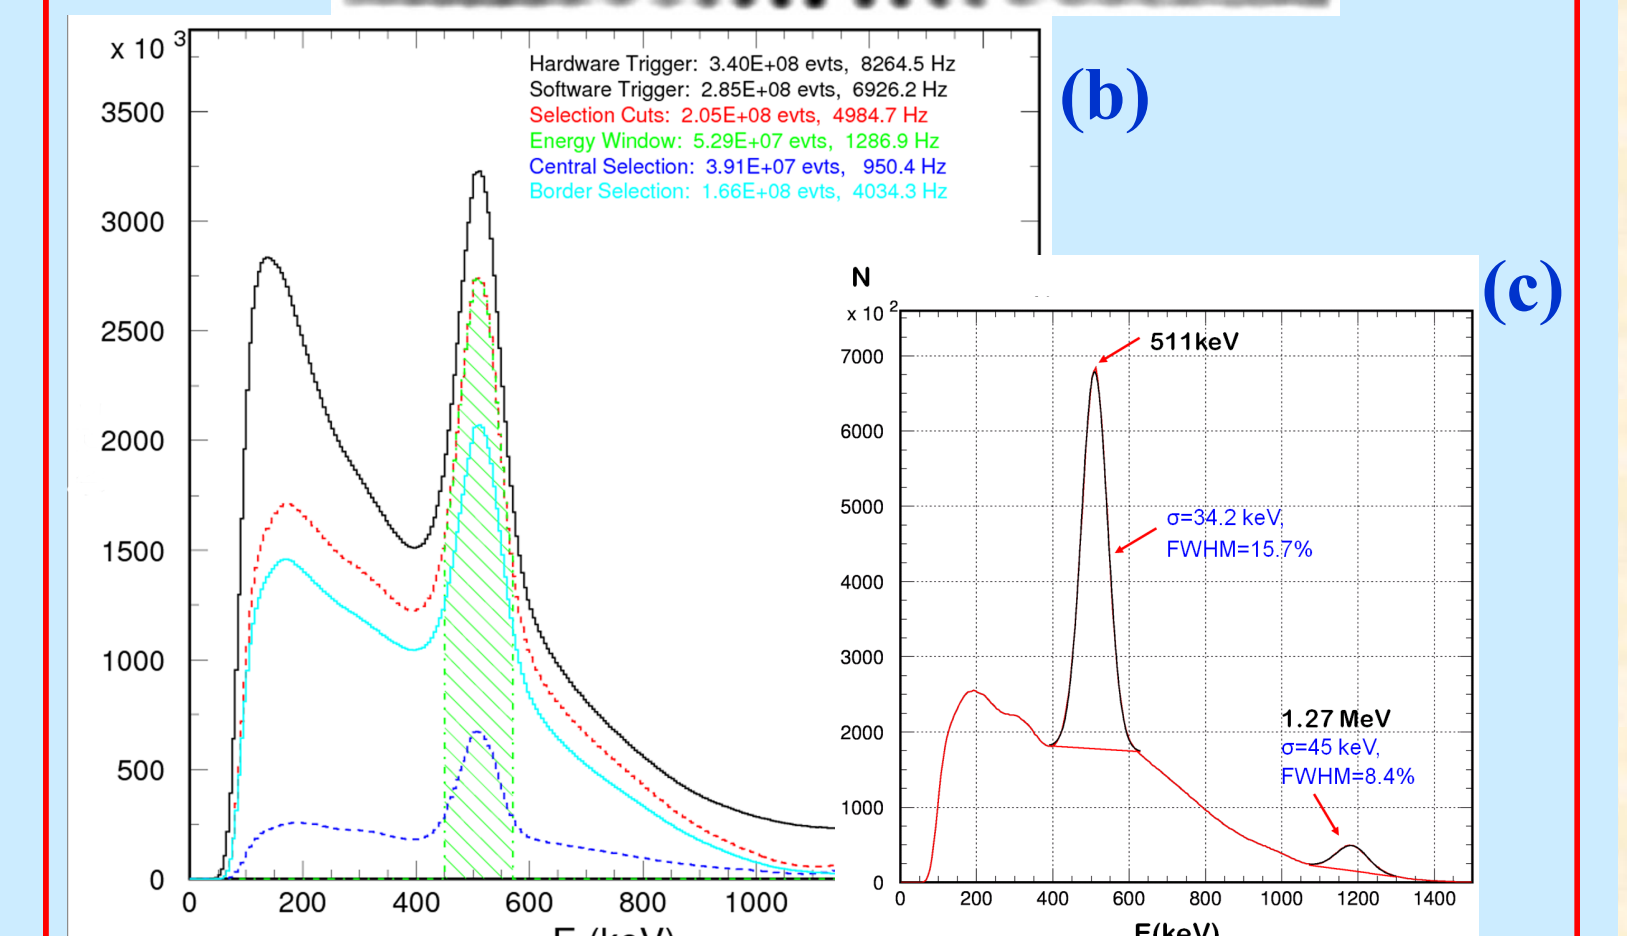 x 10 3
3500
3000
2500
2000
1500
1000
500
0
0 200 400 600 800 1000
Hardware Trigger: 3.40E+08 evts, 8264.5 Hz
Software Trigger: 2.85E+08 evts, 6926.2 Hz
Selection Cuts: 2.05E+08 evts, 4984.7 Hz
Energy Window: 5.29E+07 evts, 1286.9 Hz
Central Selection: 3.91E+07 evts, 950.4 Hz
Border Selection: 1.66E+08 evts, 4034.3 Hz
(b)
(c)
N
x 10 2
7000
6000
5000
4000
3000
2000
1000
0
511keV
σ=34.2 keV,
FWHM=15.7%
1.27 MeV
σ=45 keV,
FWHM=8.4%
0 200 400 600 800 1000 1200 1400
E(keV)